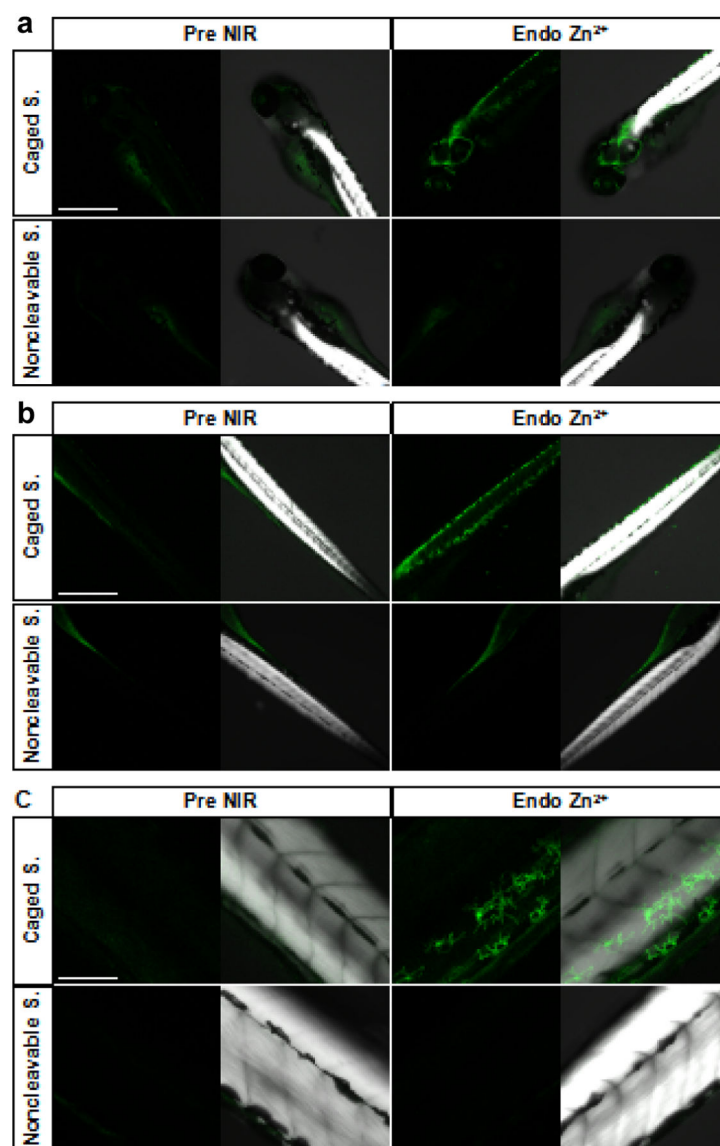 a
Pre NIR Endo Zn²⁺
Caged S.
Noncleavable S.
b
Pre NIR Endo Zn²⁺
Caged S.
Noncleavable S.
C
Pre NIR Endo Zn²⁺
Caged S.
Noncleavable S.